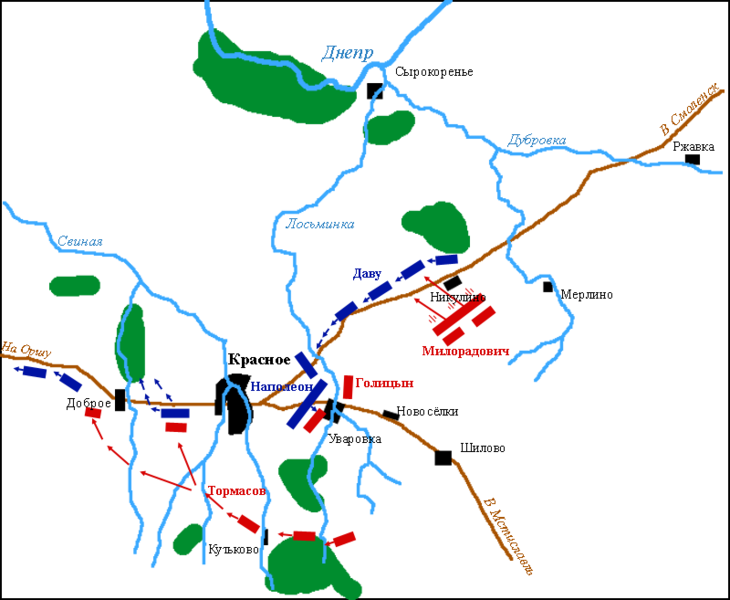 Днепр
Сырокоренье
В Смоленск
Дубровка
Ржавка
Лосьминка
Свиная
Даву
Никулино
Мерлино
На Оршу
Милорадович
Красное
Наполеон
Голицын
Доброе
Новосёлки
Уваровка
Шилово
Тормасов
В Мстиславль
Кутьково